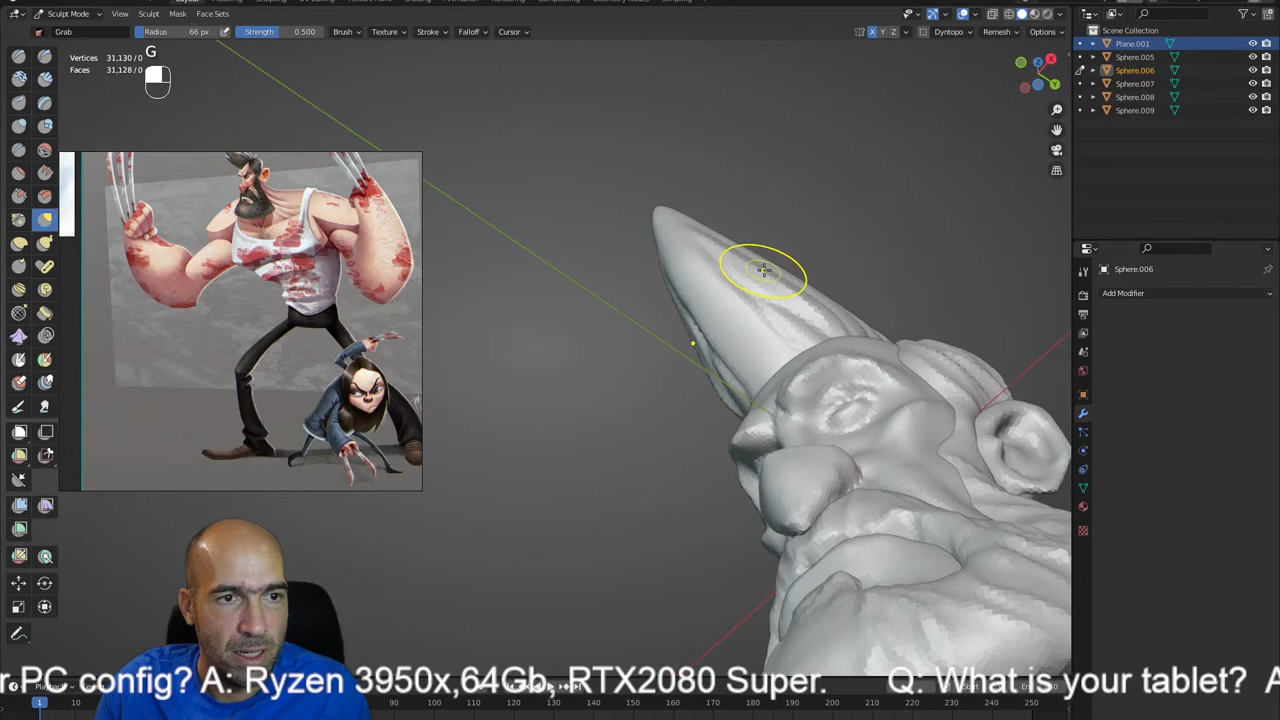 Layout
Sculpt Mode
View
Sculpt
Mask
Face Sets
Grab
Radius
66 px
Strength
0.500
Brush
Texture
Stroke
Falloff
Cursor
X Y Z
Dyntopo
Remesh
Options
Vertices 31,130 / 0
Faces 31,128 / 0
G
Scene Collection
Plane.001
Sphere.005
Sphere.006
Sphere.007
Sphere.008
Sphere.009
Sphere.006
Add Modifier
X
Y
Z
PC config? A: Ryzen 3950x,64Gb, RTX2080 Super.
Q: What is your tablet?
Playback
1
10
80
90
100
110
120
130
140
150
160
170
180
190
200
210
220
230
240
250